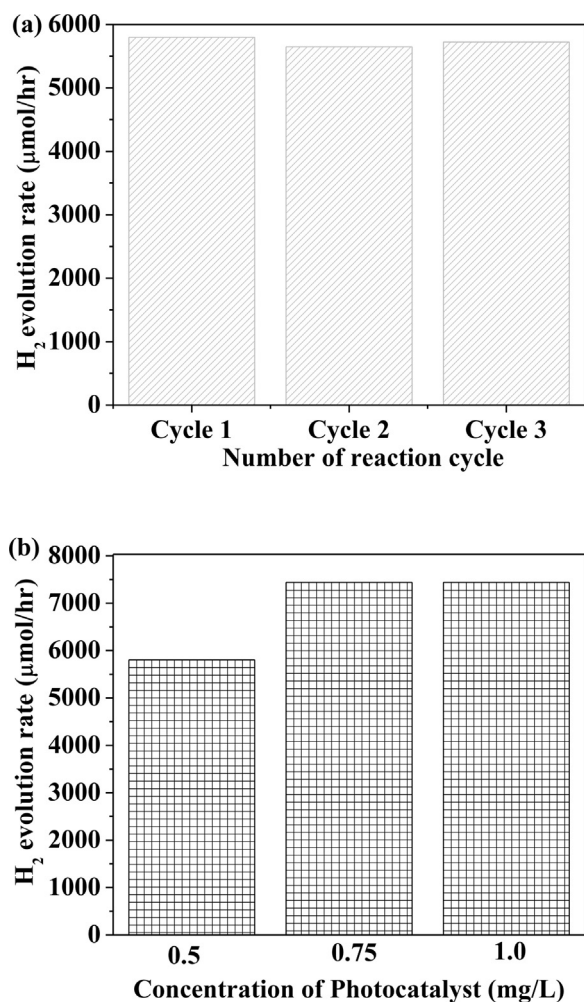 (a)
6000
5000
4000
3000
2000
1000
0
H₂ evolution rate (μmol/hr)
Cycle 1 Cycle 2 Cycle 3
Number of reaction cycle
(b)
8000
7000
6000
5000
4000
3000
2000
1000
0
H₂ evolution rate (μmol/hr)
0.5 0.75 1.0
Concentration of Photocatalyst (mg/L)